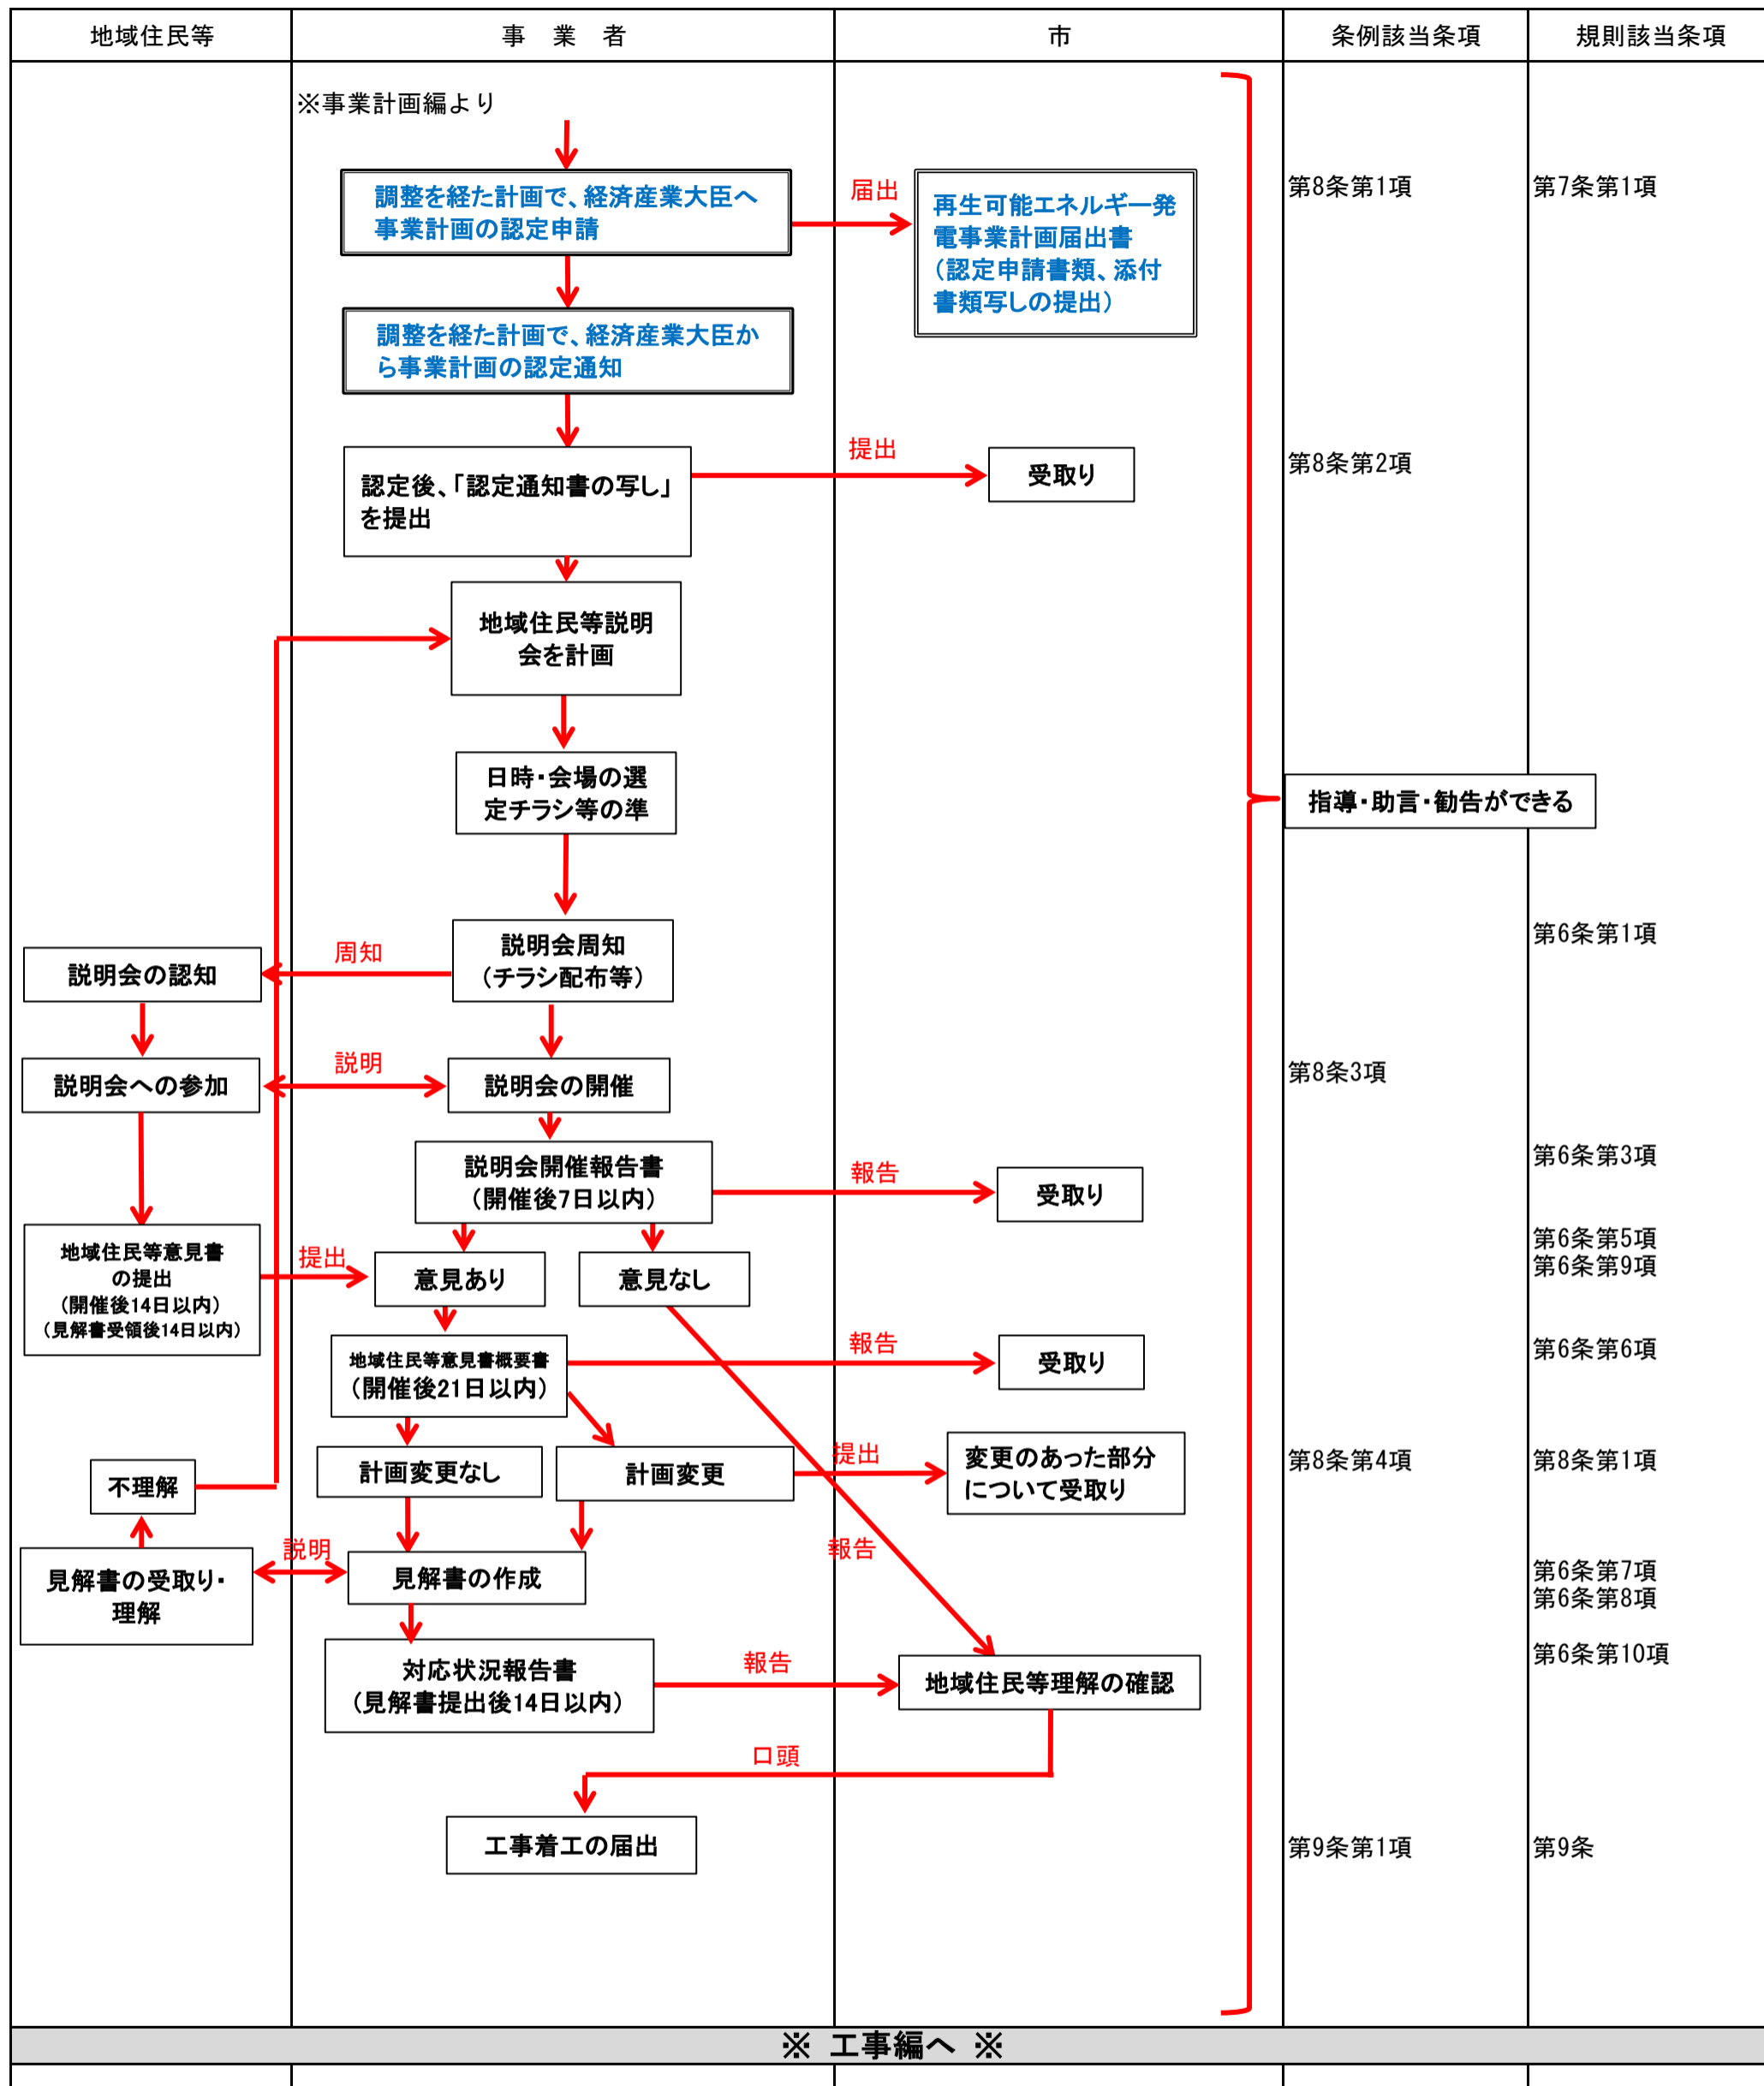 地域住民等
事　業　者
市
条例該当条項
規則該当条項
※事業計画編より
調整を経た計画で、経済産業大臣へ
事業計画の認定申請
届出
再生可能エネルギー発
電事業計画届出書
（認定申請書類、添付
書類写しの提出）
第8条第1項
第7条第1項
調整を経た計画で、経済産業大臣か
ら事業計画の認定通知
認定後、「認定通知書の写し」
を提出
提出
受取り
第8条第2項
地域住民等説明
会を計画
日時・会場の選
定チラシ等の準
指導・助言・勧告ができる
説明会の認知
周知
説明会周知
（チラシ配布等）
第6条第1項
説明会への参加
説明
説明会の開催
第8条3項
説明会開催報告書
（開催後7日以内）
報告
受取り
第6条第3項
地域住民等意見書
の提出
（開催後14日以内）
（見解書受領後14日以内）
提出
意見あり
意見なし
第6条第5項
第6条第9項
地域住民等意見書概要書
（開催後21日以内）
報告
受取り
第6条第6項
不理解
計画変更なし
計画変更
提出
変更のあった部分
について受取り
第8条第4項
第8条第1項
見解書の受取り・
理解
説明
見解書の作成
報告
第6条第7項
第6条第8項
対応状況報告書
（見解書提出後14日以内）
報告
地域住民等理解の確認
第6条第10項
口頭
工事着工の届出
第9条第1項
第9条
※ 工事編へ ※